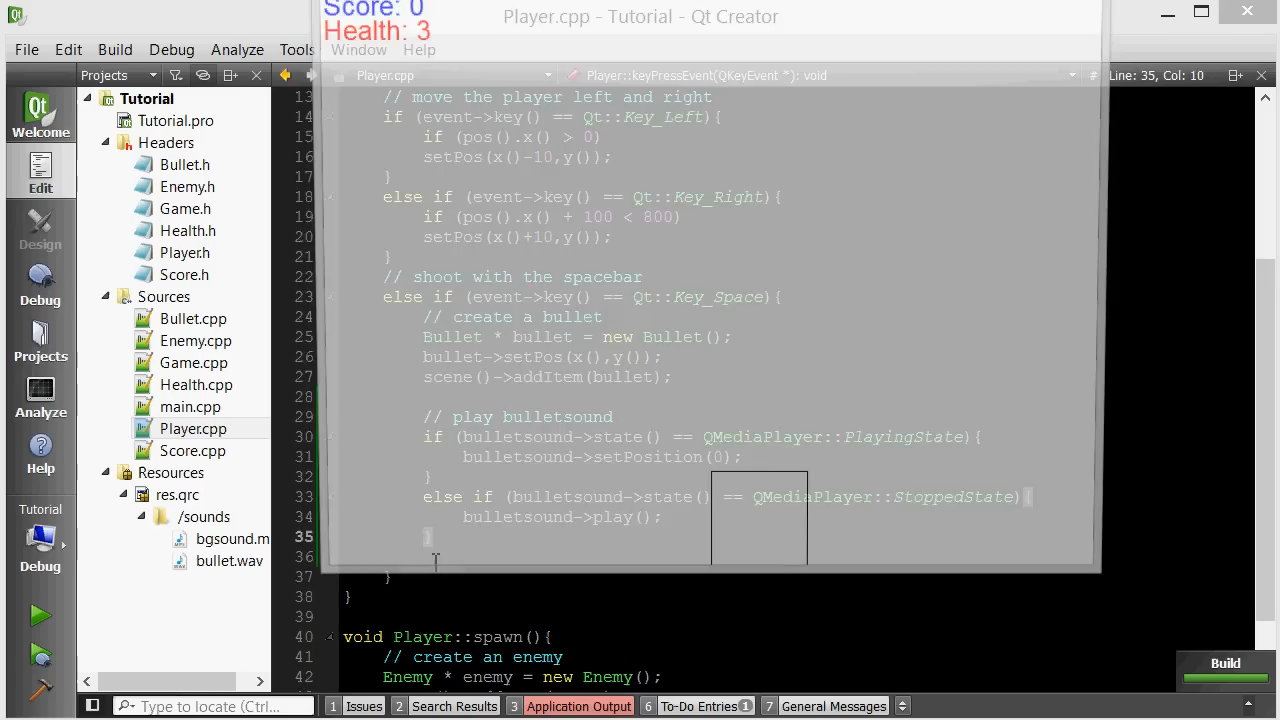 Score: 0
Health: 3
Player.cpp - Tutorial - Qt Creator
File Edit Build Debug Analyze Tools Window Help
Projects Player.cpp Player::keyPressEvent(QKeyEvent *): void # Line: 35, Col: 10
Welcome
Edit
Design
Debug
Projects
Analyze
Help
Tutorial
Debug
Tutorial
Tutorial.pro
Headers
Bullet.h
Enemy.h
Game.h
Health.h
Player.h
Score.h
Sources
Bullet.cpp
Enemy.cpp
Game.cpp
Health.cpp
main.cpp
Player.cpp
Score.cpp
Resources
res.qrc
/sounds
bgsound.m
bullet.wav
13 // move the player left and right
14 if (event->key() == Qt::Key_Left){
15 if (pos().x() > 0)
16 setPos(x()-10,y());
17 }
18 else if (event->key() == Qt::Key_Right){
19 if (pos().x() + 100 < 800)
20 setPos(x()+10,y());
21 }
22 // shoot with the spacebar
23 else if (event->key() == Qt::Key_Space){
24 // create a bullet
25 Bullet * bullet = new Bullet();
26 bullet->setPos(x(),y());
27 scene()->addItem(bullet);
28
29 // play bulletsound
30 if (bulletsound->state() == QMediaPlayer::PlayingState){
31 bulletsound->setPosition(0);
32 }
33 else if (bulletsound->state() == QMediaPlayer::StoppedState){
34 bulletsound->play();
35 }
36
37 }
38 }
39
40 void Player::spawn(){
41 // create an enemy
42 Enemy * enemy = new Enemy();
Build
Type to locate (Ctrl... 1 Issues 2 Search Results 3 Application Output 6 To-Do Entries 1 7 General Messages